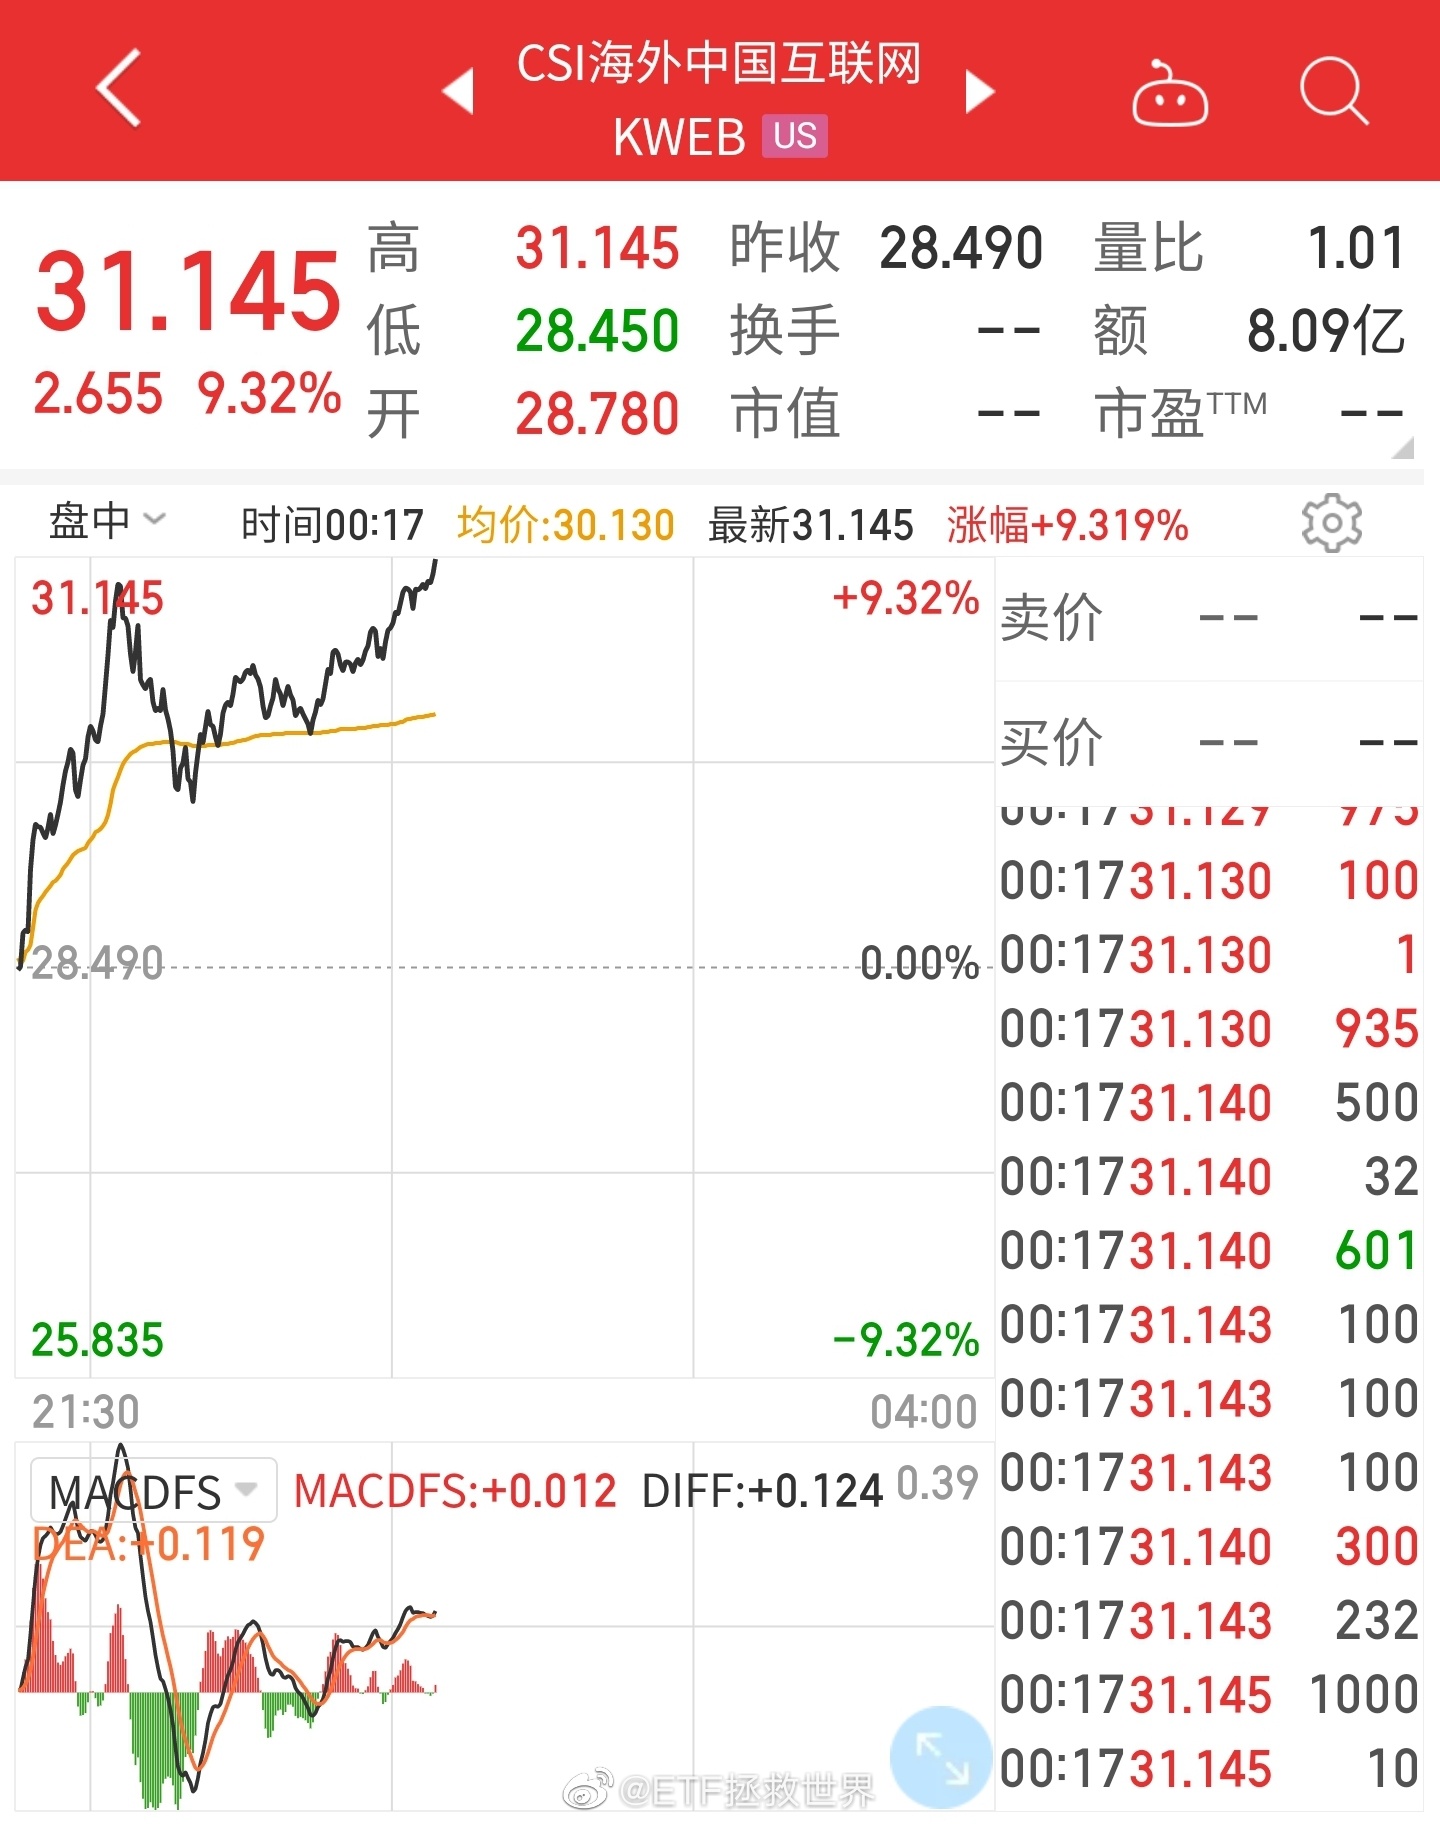 CSI海外中国互联网
KWEB US
31.145
2.655 9.32%
高 31.145 昨收 28.490 量比 1.01
低 28.450 换手 -- 额 8.09亿
开 28.780 市值 -- 市盈TTM --
盘中 时间00:17 均价:30.130 最新31.145 涨幅+9.319%
31.145 +9.32%
28.490 0.00%
25.835 -9.32%
21:30 04:00
卖价 -- --
买价 -- --
00:17 31.129 975
00:17 31.130 100
00:17 31.130 1
00:17 31.130 935
00:17 31.140 500
00:17 31.140 32
00:17 31.140 601
00:17 31.143 100
00:17 31.143 100
00:17 31.143 100
00:17 31.140 300
00:17 31.143 232
00:17 31.145 1000
00:17 31.145 10
MACDFS MACDFS:+0.012 DIFF:+0.124 0.39
DEA:+0.119
@ETF拯救世界